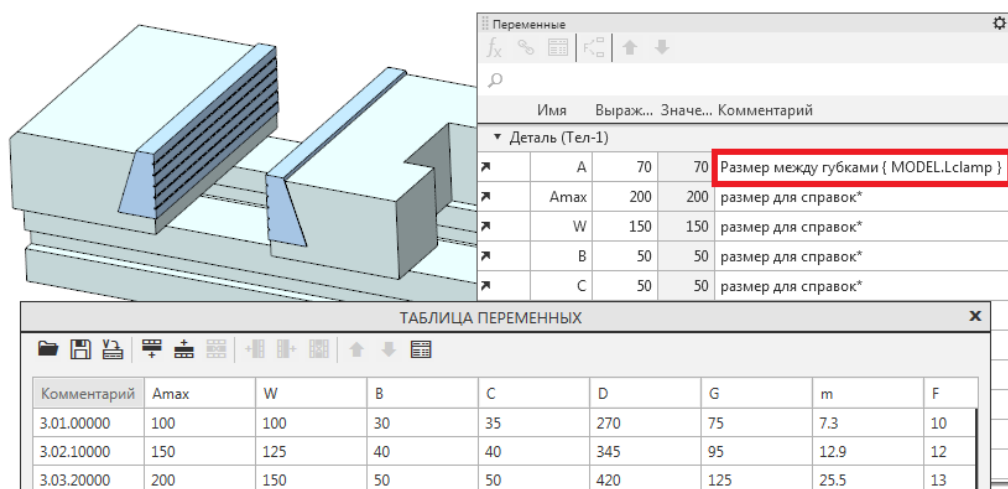 Переменные
Имя Выраж... Значе... Комментарий
Деталь (Тел-1)
A 70 70 Размер между губками { MODEL.Lclamp }
Amax 200 200 размер для справок*
W 150 150 размер для справок*
B 50 50 размер для справок*
C 50 50 размер для справок*
ТАБЛИЦА ПЕРЕМЕННЫХ
Комментарий Amax W B C D G m F
3.01.00000 100 100 30 35 270 75 7.3 10
3.02.10000 150 125 40 40 345 95 12.9 12
3.03.20000 200 150 50 50 420 125 25.5 13